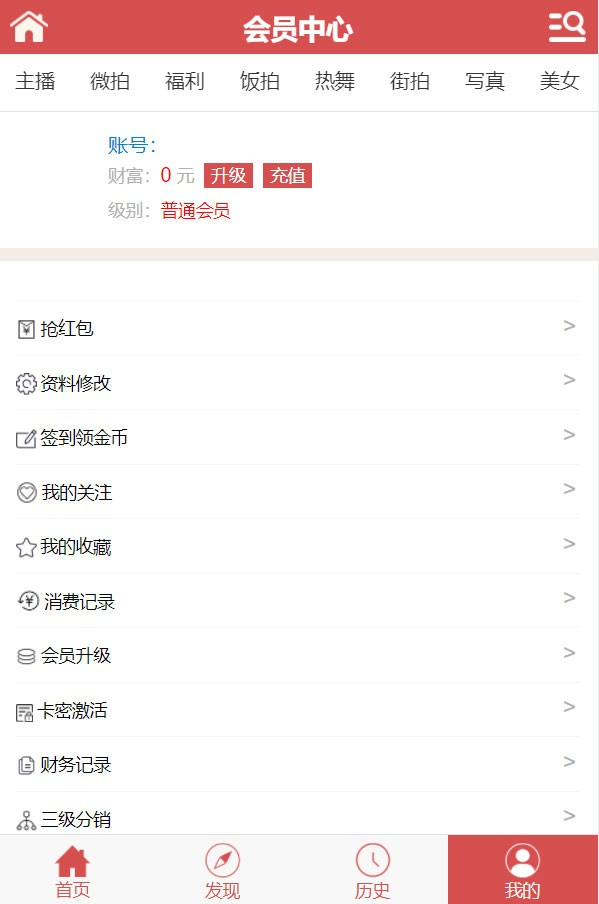 会员中心
主播 微拍 福利 饭拍 热舞 街拍 写真 美女
账号：
财富：0 元 升级 充值
级别：普通会员
抢红包 >
资料修改 >
签到领金币 >
我的关注 >
我的收藏 >
消费记录 >
会员升级 >
卡密激活 >
财务记录 >
三级分销 >
首页 发现 历史 我的